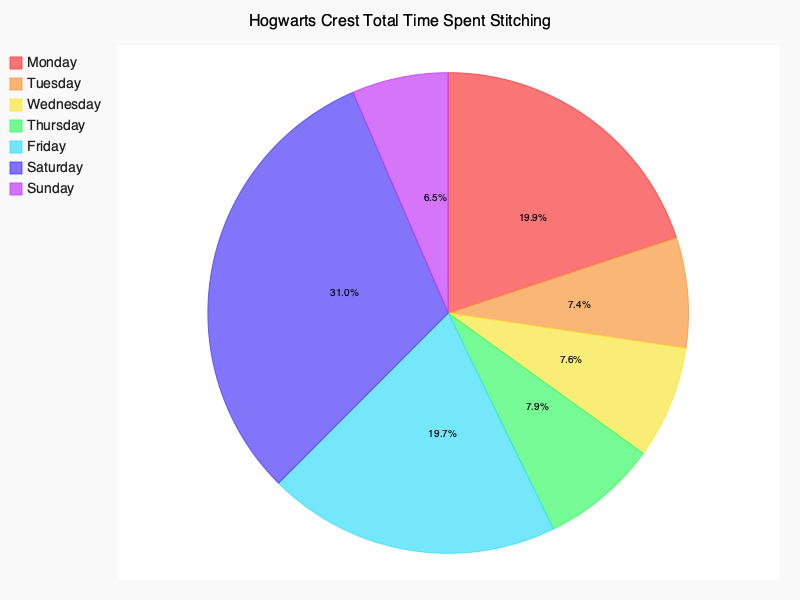 Hogwarts Crest Total Time Spent Stitching
Monday
Tuesday
Wednesday
Thursday
Friday
Saturday
Sunday
6.5%
19.9%
31.0%
7.4%
7.6%
7.9%
19.7%